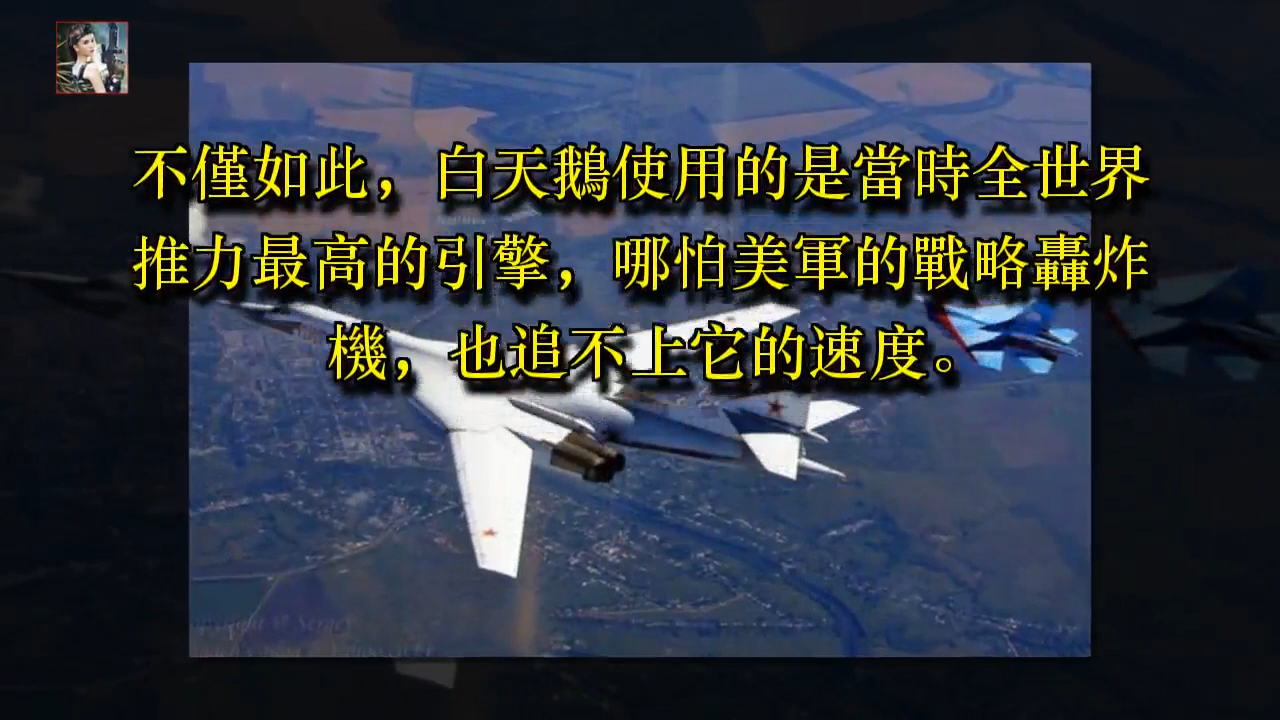 不僅如此，白天鵝使用的是當時全世界
推力最高的引擎，哪怕美軍的戰略轟炸
機，也追不上它的速度。